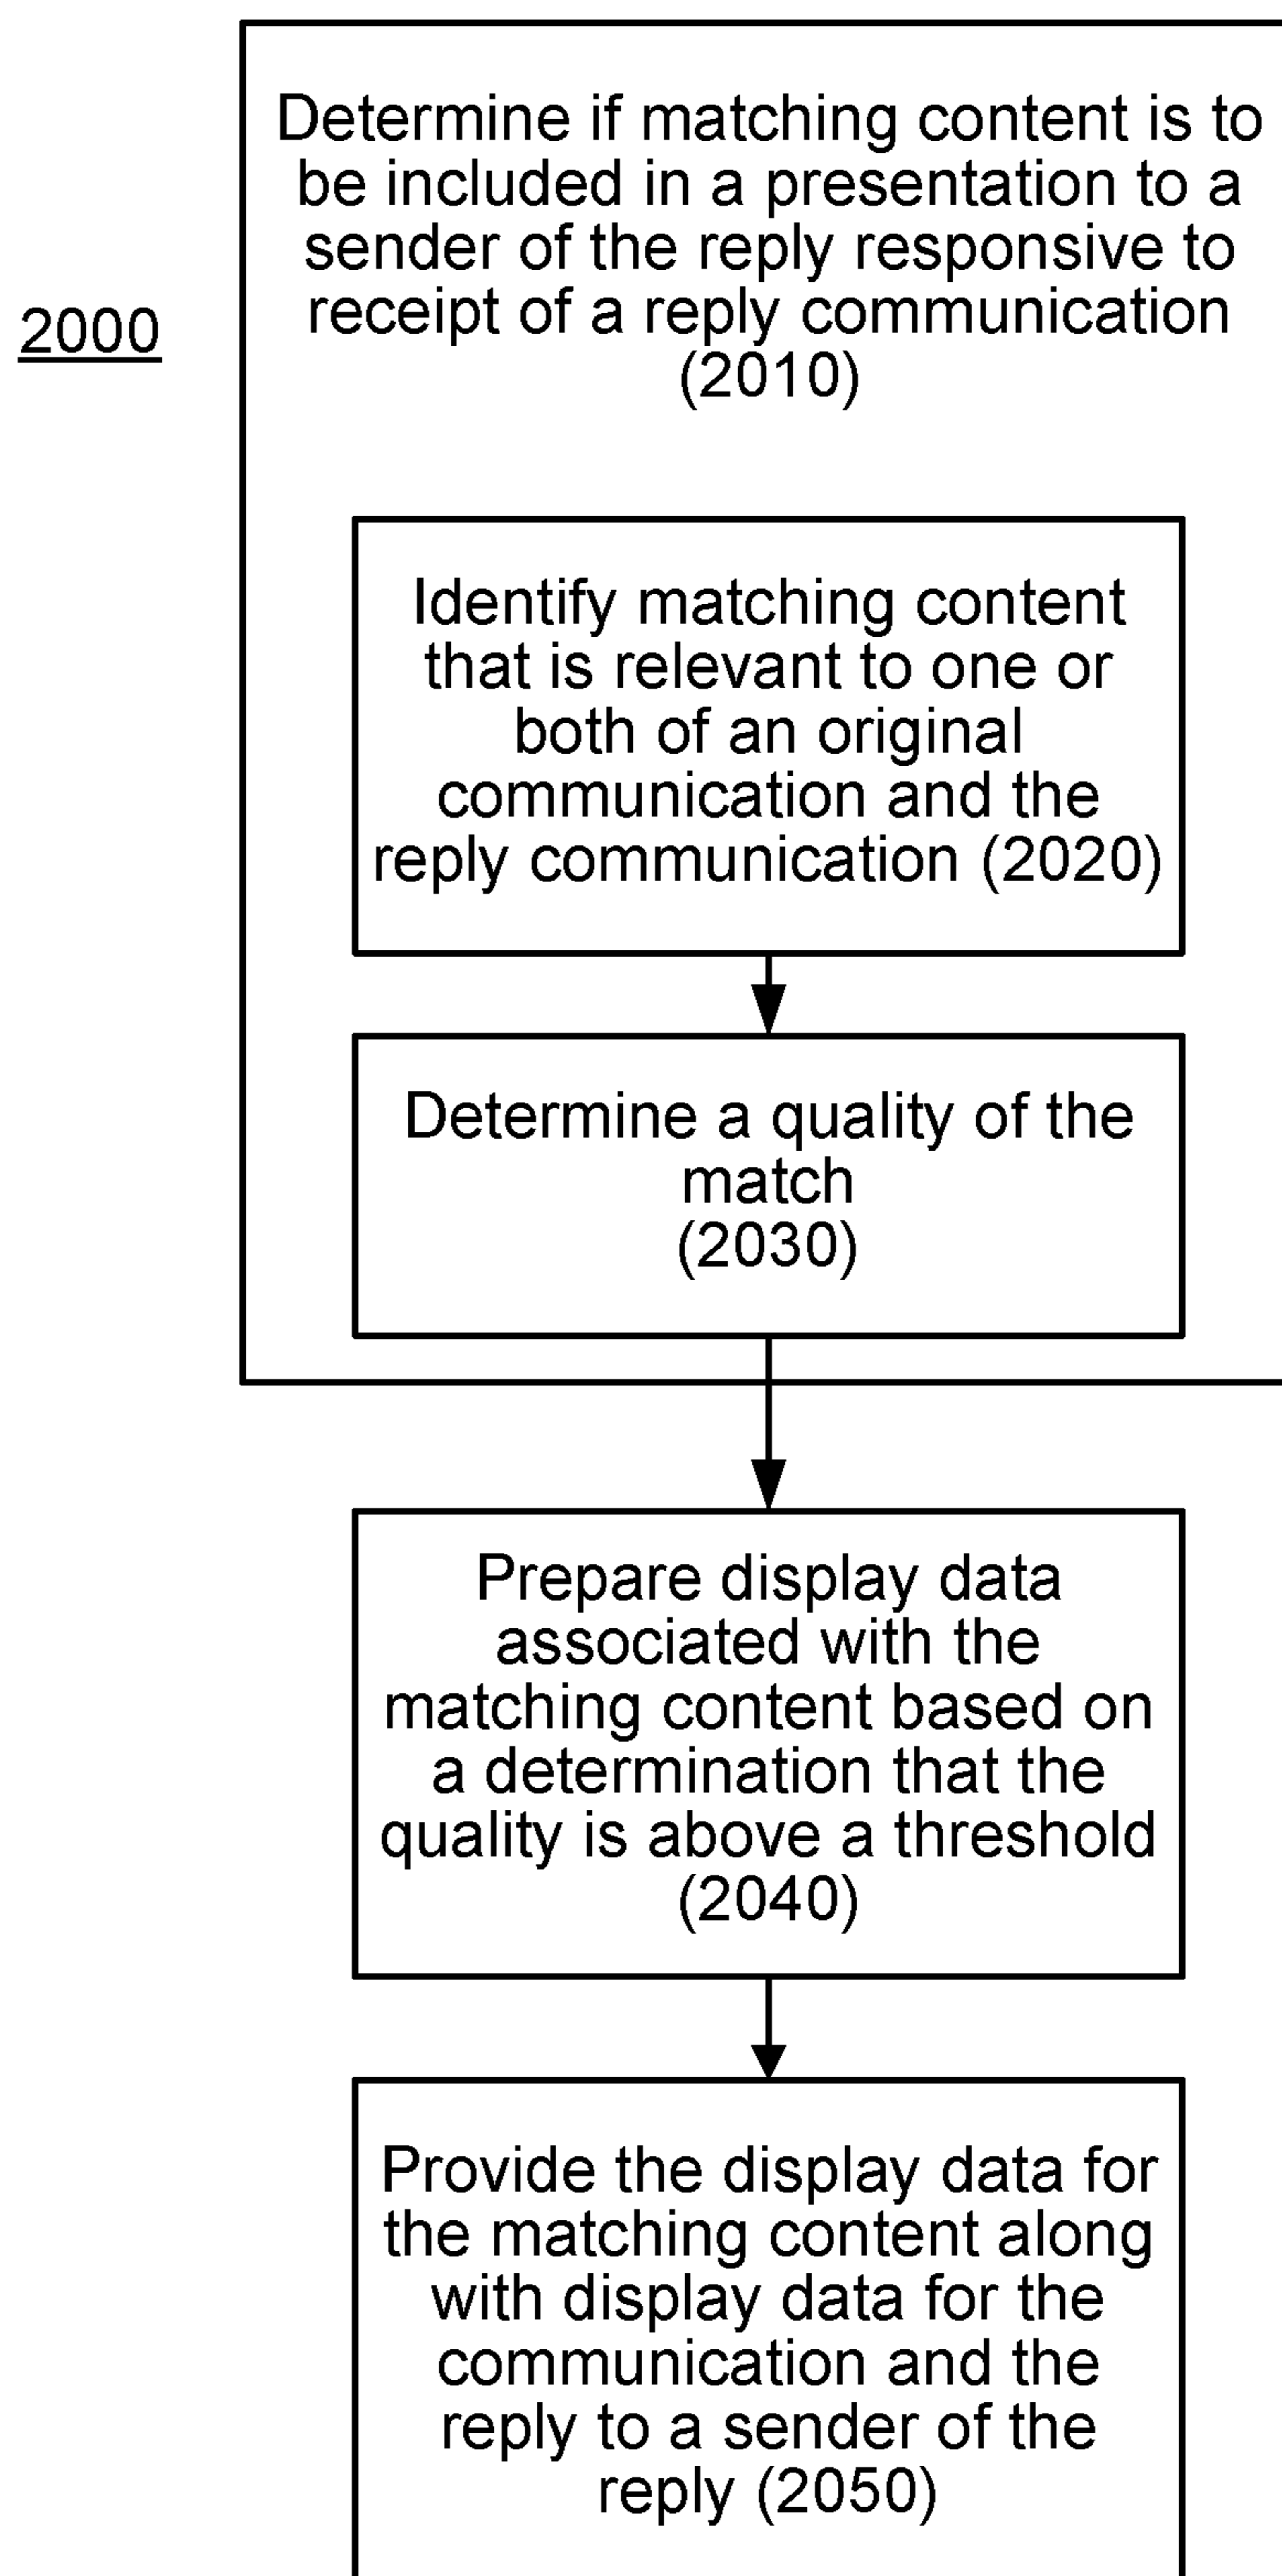 2000
Determine if matching content is to
be included in a presentation to a
sender of the reply responsive to
receipt of a reply communication
(2010)
Identify matching content
that is relevant to one or
both of an original
communication and the
reply communication (2020)
Determine a quality of the
match
(2030)
Prepare display data
associated with the
matching content based on
a determination that the
quality is above a threshold
(2040)
Provide the display data for
the matching content along
with display data for the
communication and the
reply to a sender of the
reply (2050)